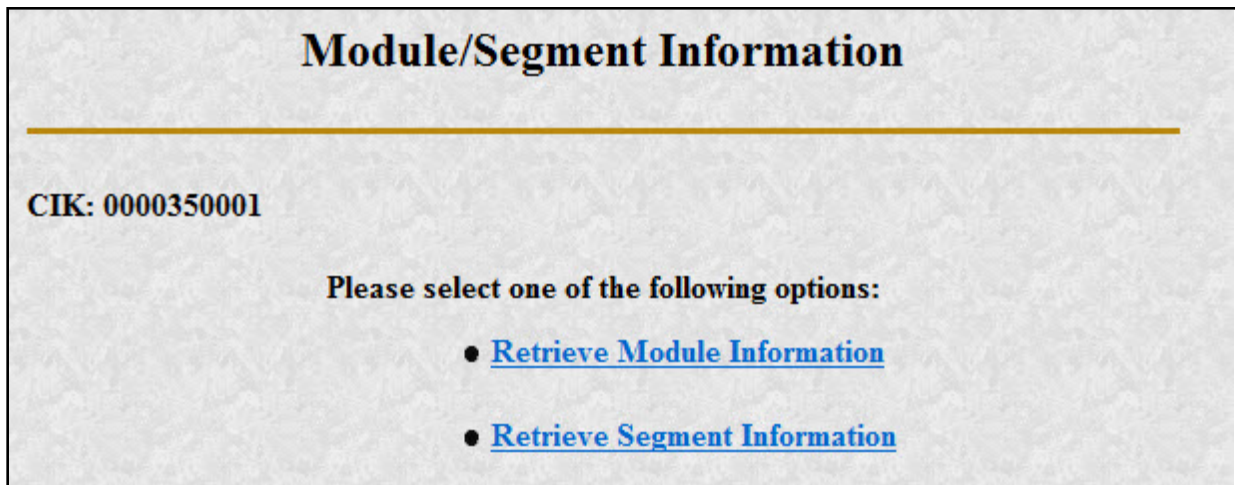 Module/Segment Information
CIK: 0000350001
Please select one of the following options:
Retrieve Module Information
Retrieve Segment Information